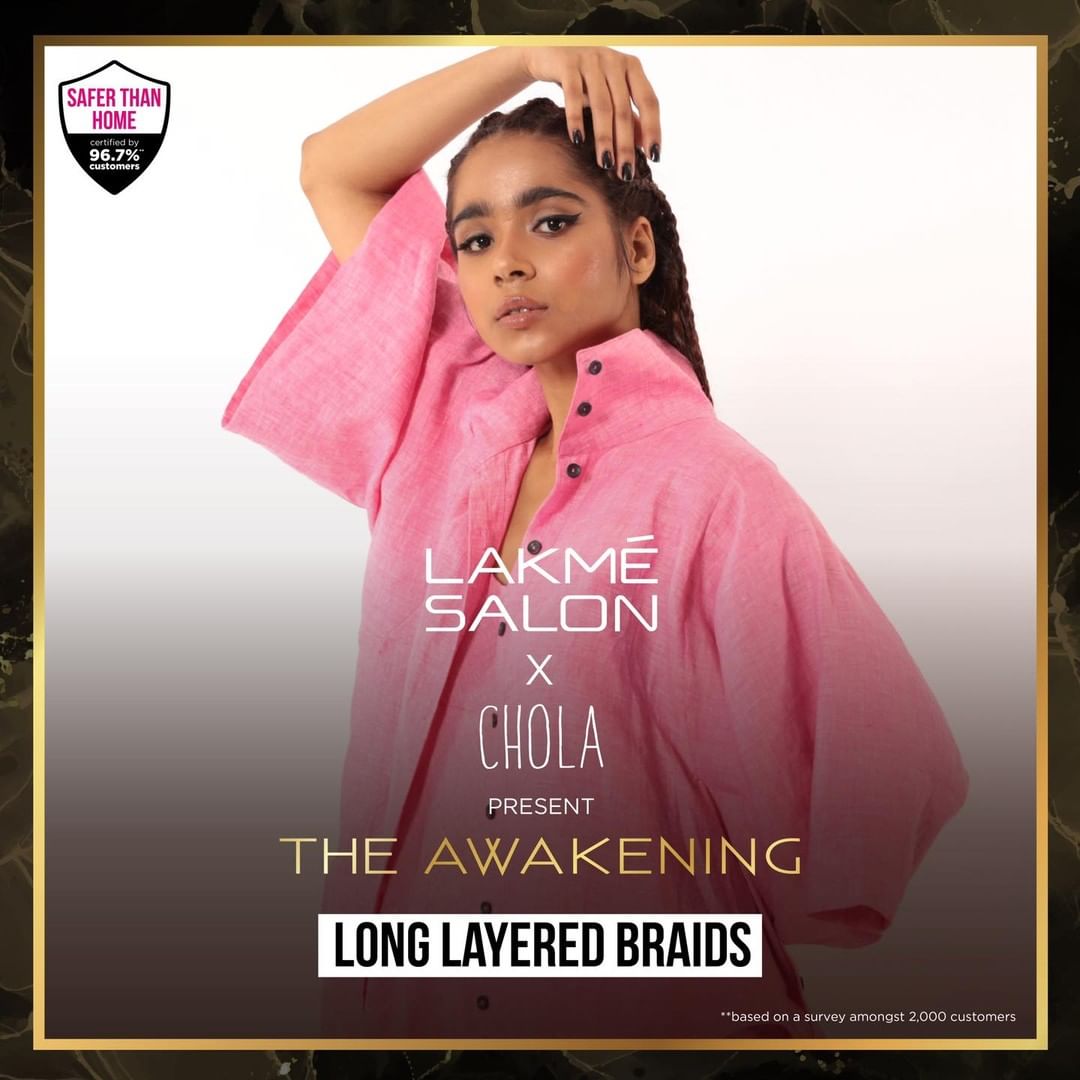 SAFER THAN
HOME
certified by
96.7%**
customers
LAKMÉ
SALON
X
CHOLA
PRESENT
THE AWAKENING
LONG LAYERED BRAIDS
**based on a survey amongst 2,000 customers